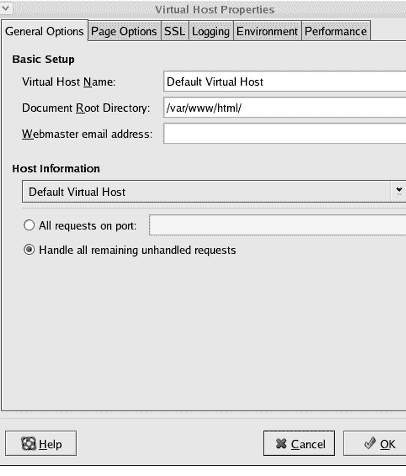 Virtual Host Properties
General Options Page Options SSL Logging Environment Performance
Basic Setup
Virtual Host Name: Default Virtual Host
Document Root Directory: /var/www/html/
Webmaster email address:
Host Information
Default Virtual Host
All requests on port:
Handle all remaining unhandled requests
Help Cancel OK